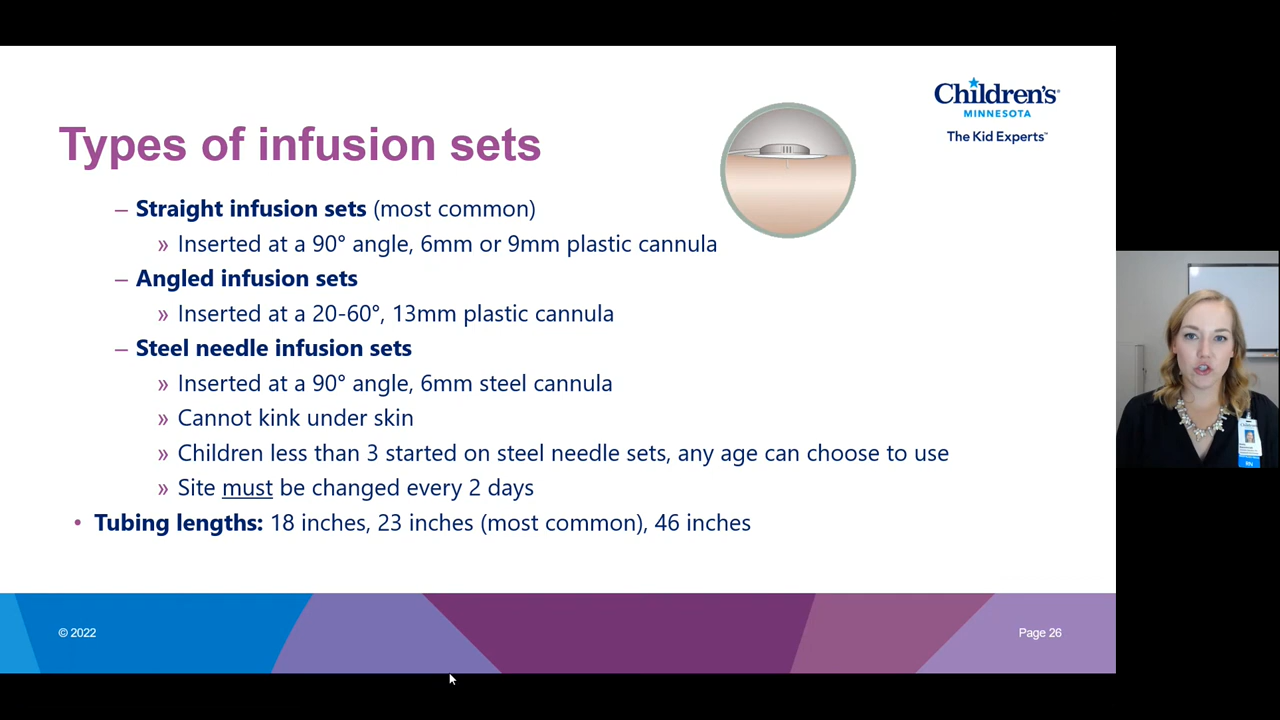 Children's
MINNESOTA
The Kid Experts™
Types of infusion sets
– Straight infusion sets (most common)
» Inserted at a 90° angle, 6mm or 9mm plastic cannula
– Angled infusion sets
» Inserted at a 20-60°, 13mm plastic cannula
– Steel needle infusion sets
» Inserted at a 90° angle, 6mm steel cannula
» Cannot kink under skin
» Children less than 3 started on steel needle sets, any age can choose to use
» Site must be changed every 2 days
• Tubing lengths: 18 inches, 23 inches (most common), 46 inches
© 2022
Page 26
RN